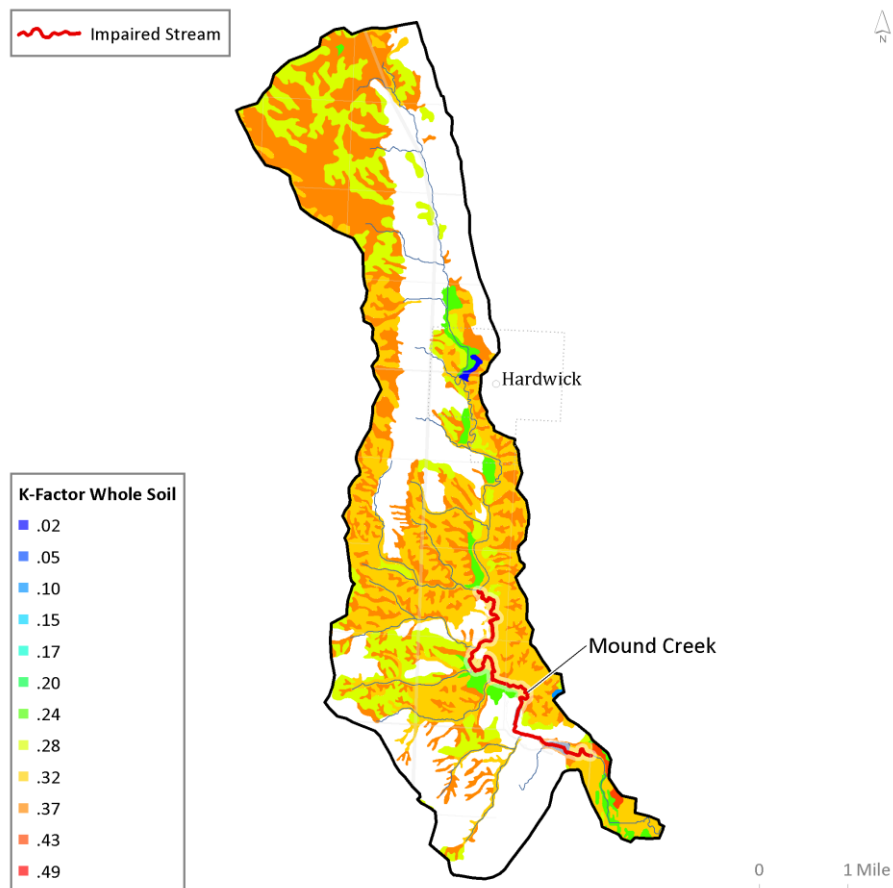 Impaired Stream
N
Hardwick
K-Factor Whole Soil
.02
.05
.10
.15
.17
.20
.24
.28
.32
.37
.43
.49
Mound Creek
0 1 Mile